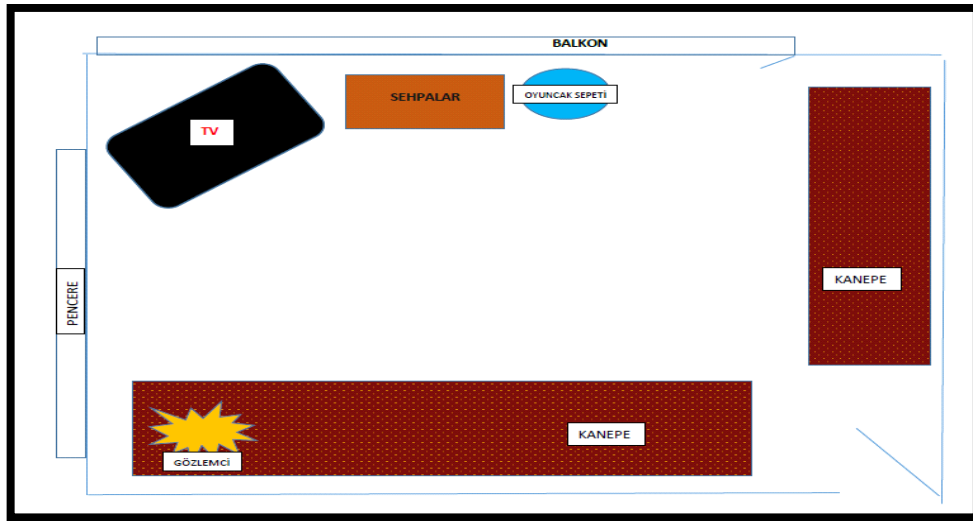 BALKON
SEHPALAR
OYUNCAK SEPETİ
TV
PENCERE
KANEPE
KANEPE
GÖZLEMCİ